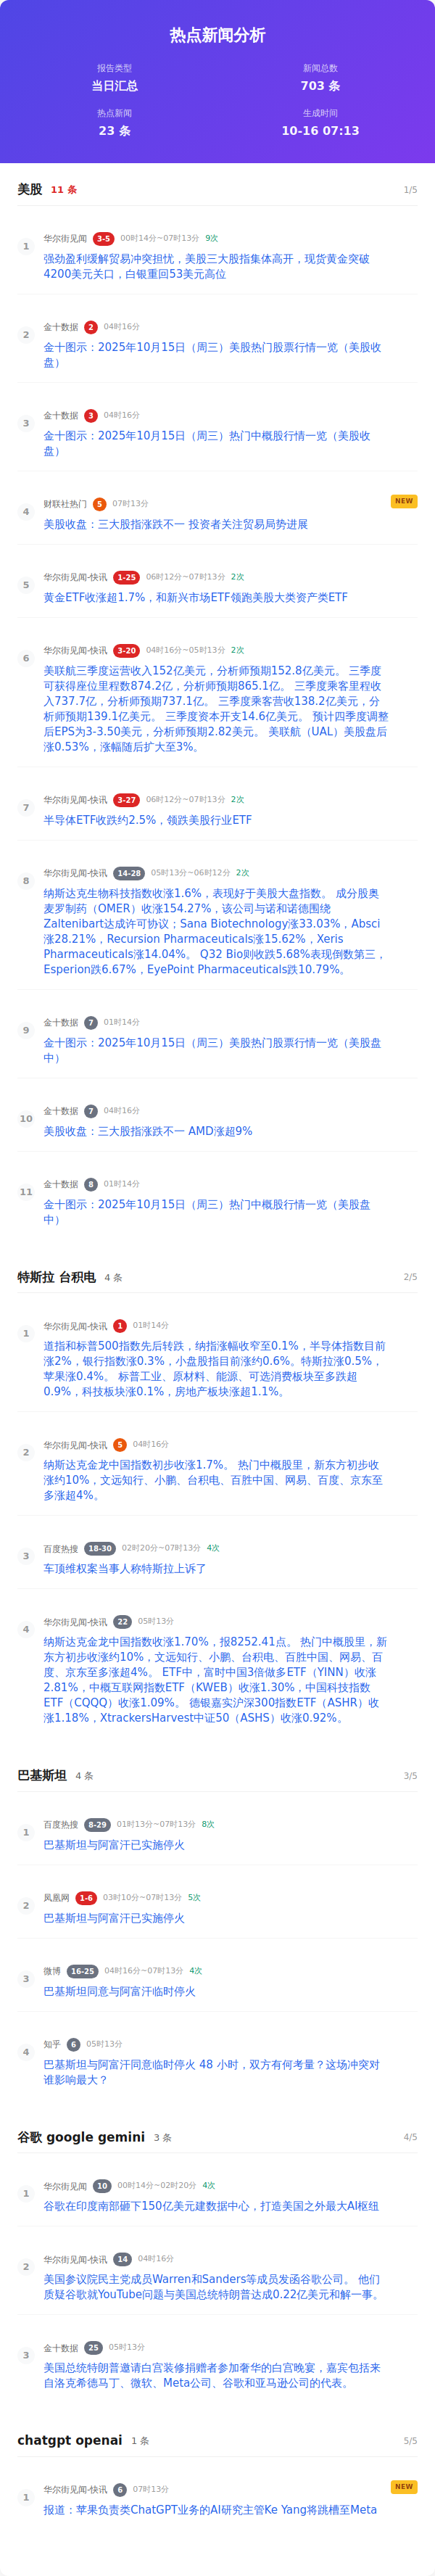 热点新闻分析
报告类型
当日汇总
新闻总数
703 条
热点新闻
23 条
生成时间
10-16 07:13
美股 11 条 1/5
1
华尔街见闻 3-5 00时14分~07时13分 9次
强劲盈利缓解贸易冲突担忧，美股三大股指集体高开，现货黄金突破
4200美元关口，白银重回53美元高位
2
金十数据 2 04时16分
金十图示：2025年10月15日（周三）美股热门股票行情一览（美股收
盘）
3
金十数据 3 04时16分
金十图示：2025年10月15日（周三）热门中概股行情一览（美股收
盘）
4
财联社热门 5 07时13分 NEW
美股收盘：三大股指涨跌不一 投资者关注贸易局势进展
5
华尔街见闻-快讯 1-25 06时12分~07时13分 2次
黄金ETF收涨超1.7%，和新兴市场ETF领跑美股大类资产类ETF
6
华尔街见闻-快讯 3-20 04时16分~05时13分 2次
美联航三季度运营收入152亿美元，分析师预期152.8亿美元。 三季度
可获得座位里程数874.2亿，分析师预期865.1亿。 三季度乘客里程收
入737.7亿，分析师预期737.1亿。 三季度乘客营收138.2亿美元，分
析师预期139.1亿美元。 三季度资本开支14.6亿美元。 预计四季度调整
后EPS为3-3.50美元，分析师预期2.82美元。 美联航（UAL）美股盘后
涨0.53%，涨幅随后扩大至3%。
7
华尔街见闻-快讯 3-27 06时12分~07时13分 2次
半导体ETF收跌约2.5%，领跌美股行业ETF
8
华尔街见闻-快讯 14-28 05时13分~06时12分 2次
纳斯达克生物科技指数收涨1.6%，表现好于美股大盘指数。 成分股奥
麦罗制药（OMER）收涨154.27%，该公司与诺和诺德围绕
Zaltenibart达成许可协议；Sana Biotechnology涨33.03%，Absci
涨28.21%，Recursion Pharmaceuticals涨15.62%，Xeris
Pharmaceuticals涨14.04%。 Q32 Bio则收跌5.68%表现倒数第三，
Esperion跌6.67%，EyePoint Pharmaceuticals跌10.79%。
9
金十数据 7 01时14分
金十图示：2025年10月15日（周三）美股热门股票行情一览（美股盘
中）
10
金十数据 7 04时16分
美股收盘：三大股指涨跌不一 AMD涨超9%
11
金十数据 8 01时14分
金十图示：2025年10月15日（周三）热门中概股行情一览（美股盘
中）
特斯拉 台积电 4 条 2/5
1
华尔街见闻-快讯 1 01时14分
道指和标普500指数先后转跌，纳指涨幅收窄至0.1%，半导体指数目前
涨2%，银行指数涨0.3%，小盘股指目前涨约0.6%。特斯拉涨0.5%，
苹果涨0.4%。 标普工业、原材料、能源、可选消费板块至多跌超
0.9%，科技板块涨0.1%，房地产板块涨超1.1%。
2
华尔街见闻-快讯 5 04时16分
纳斯达克金龙中国指数初步收涨1.7%。 热门中概股里，新东方初步收
涨约10%，文远知行、小鹏、台积电、百胜中国、网易、百度、京东至
多涨超4%。
3
百度热搜 18-30 02时20分~07时13分 4次
车顶维权案当事人称特斯拉上诉了
4
华尔街见闻-快讯 22 05时13分
纳斯达克金龙中国指数收涨1.70%，报8252.41点。 热门中概股里，新
东方初步收涨约10%，文远知行、小鹏、台积电、百胜中国、网易、百
度、京东至多涨超4%。 ETF中，富时中国3倍做多ETF（YINN）收涨
2.81%，中概互联网指数ETF（KWEB）收涨1.30%，中国科技指数
ETF（CQQQ）收涨1.09%。 德银嘉实沪深300指数ETF（ASHR）收
涨1.18%，XtrackersHarvest中证50（ASHS）收涨0.92%。
巴基斯坦 4 条 3/5
1
百度热搜 8-29 01时13分~07时13分 8次
巴基斯坦与阿富汗已实施停火
2
凤凰网 1-6 03时10分~07时13分 5次
巴基斯坦与阿富汗已实施停火
3
微博 16-25 04时16分~07时13分 4次
巴基斯坦同意与阿富汗临时停火
4
知乎 6 05时13分
巴基斯坦与阿富汗同意临时停火 48 小时，双方有何考量？这场冲突对
谁影响最大？
谷歌 google gemini 3 条 4/5
1
华尔街见闻 10 00时14分~02时20分 4次
谷歌在印度南部砸下150亿美元建数据中心，打造美国之外最大AI枢纽
2
华尔街见闻-快讯 14 04时16分
美国参议院民主党成员Warren和Sanders等成员发函谷歌公司。 他们
质疑谷歌就YouTube问题与美国总统特朗普达成0.22亿美元和解一事。
3
金十数据 25 05时13分
美国总统特朗普邀请白宫装修捐赠者参加奢华的白宫晚宴，嘉宾包括来
自洛克希德马丁、微软、Meta公司、谷歌和亚马逊公司的代表。
chatgpt openai 1 条 5/5
1
华尔街见闻-快讯 6 07时13分 NEW
报道：苹果负责类ChatGPT业务的AI研究主管Ke Yang将跳槽至Meta